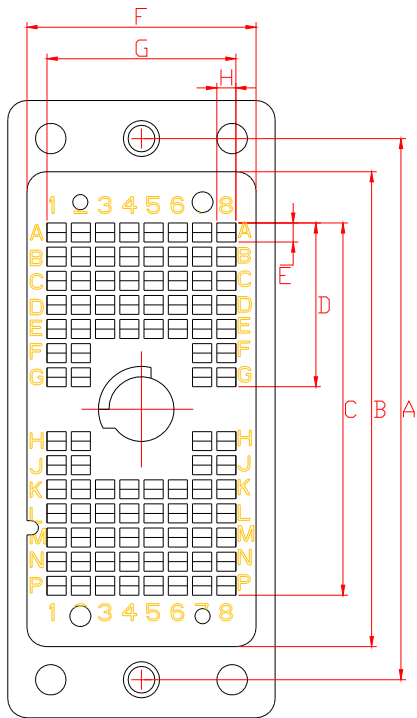 F
G
H
1 2 3 4 5 6 7 8
A A
B B
E
C C
D D
D
E E
F F
G G
C B A
H H
J J
K K
L L
M M
N N
P P
1 2 3 4 5 6 7 8